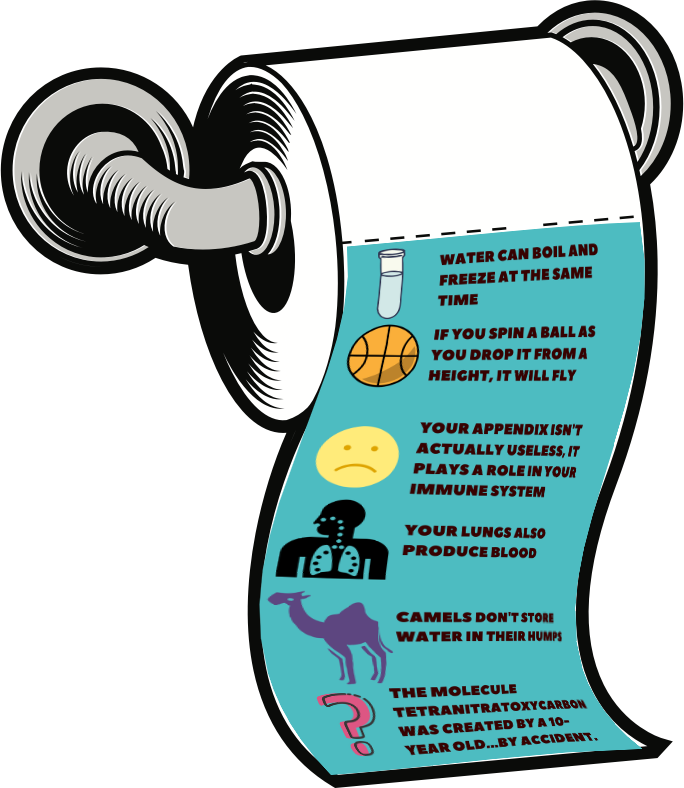 WATER CAN BOIL AND
FREEZE AT THE SAME
TIME
IF YOU SPIN A BALL AS
YOU DROP IT FROM A
HEIGHT, IT WILL FLY
YOUR APPENDIX ISN'T
ACTUALLY USELESS, IT
PLAYS A ROLE IN YOUR
IMMUNE SYSTEM
YOUR LUNGS ALSO
PRODUCE BLOOD
CAMELS DON'T STORE
WATER IN THEIR HUMPS
THE MOLECULE
TETRANITRATOXYCARBON
WAS CREATED BY A 10-
YEAR OLD...BY ACCIDENT.